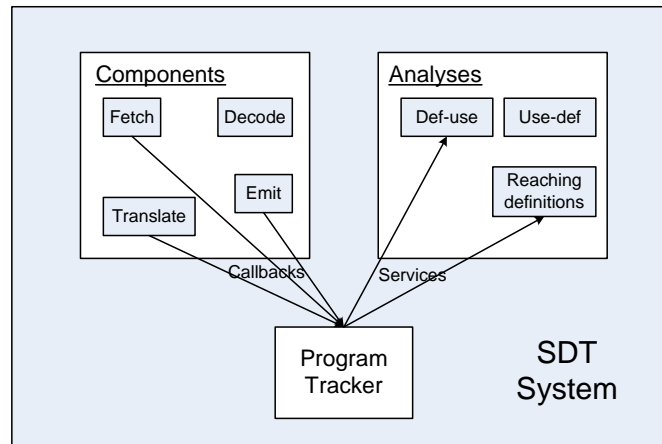 Components
Fetch
Decode
Translate
Emit
Analyses
Def-use
Use-def
Reaching
definitions
Callbacks
Services
Program
Tracker
SDT
System